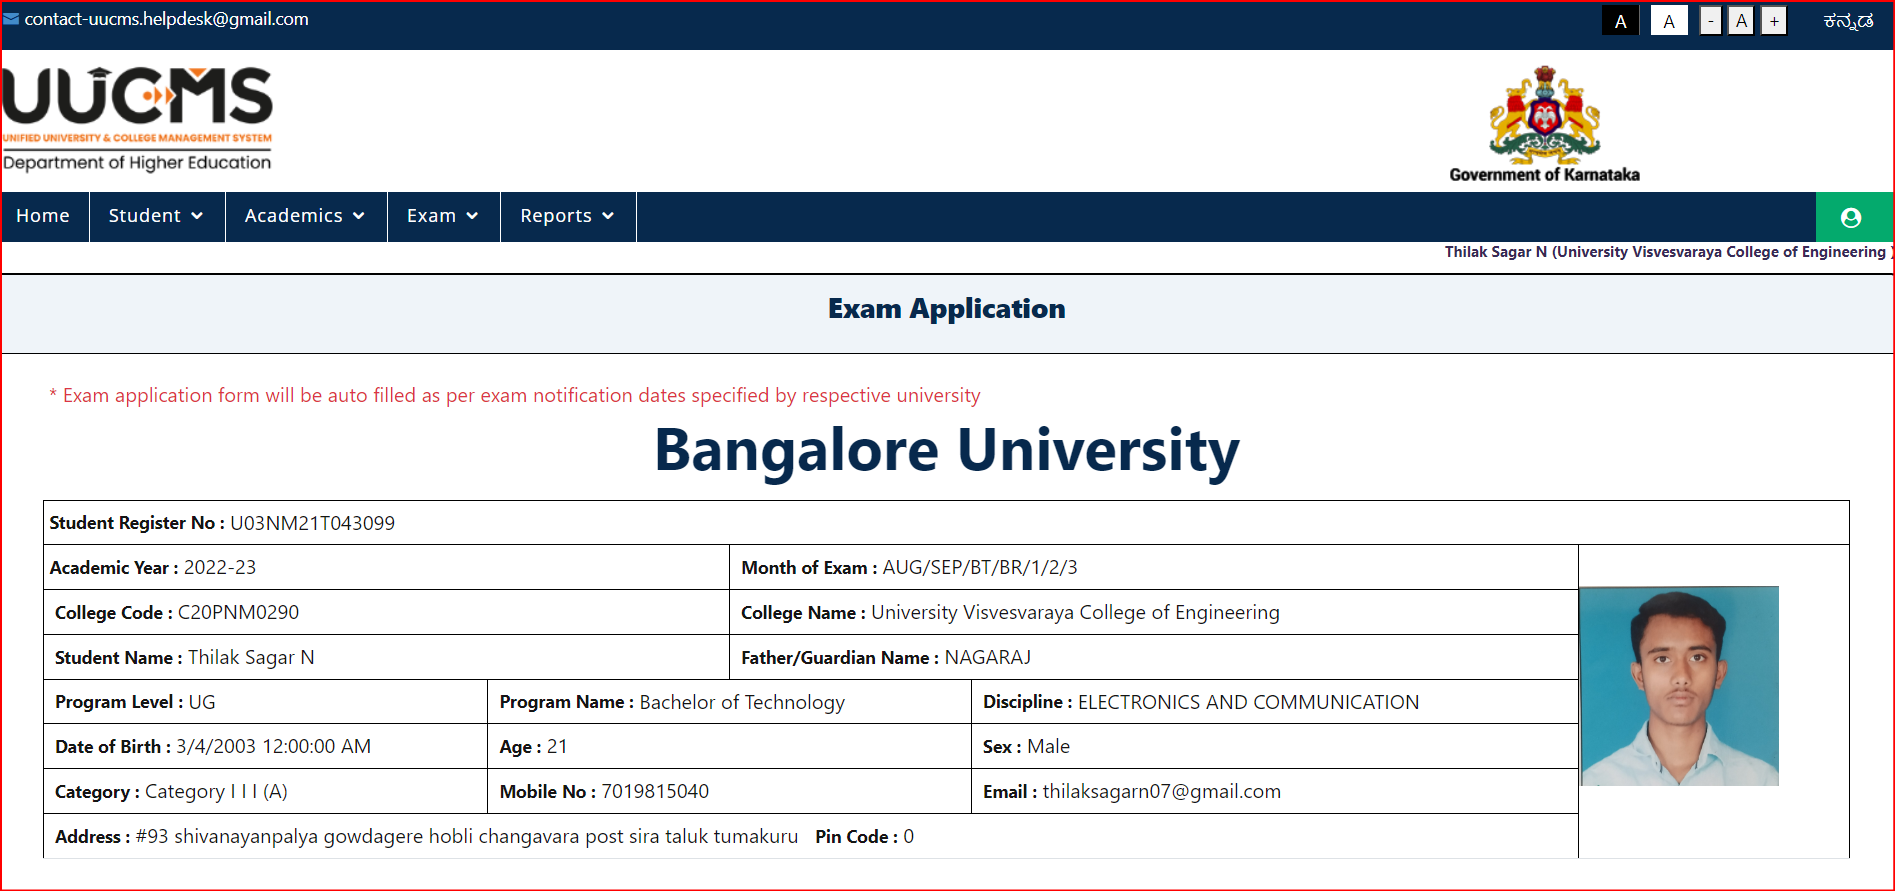 contact-uucms.helpdesk@gmail.com A A - A + ಕನ್ನಡ
UUCMS
UNIFIED UNIVERSITY & COLLEGE MANAGEMENT SYSTEM
Department of Higher Education
Government of Karnataka
Home Student Academics Exam Reports
Thilak Sagar N (University Visvesvaraya College of Engineering )
Exam Application
* Exam application form will be auto filled as per exam notification dates specified by respective university
Bangalore University
Student Register No : U03NM21T043099
Academic Year : 2022-23 Month of Exam : AUG/SEP/BT/BR/1/2/3
College Code : C20PNM0290 College Name : University Visvesvaraya College of Engineering
Student Name : Thilak Sagar N Father/Guardian Name : NAGARAJ
Program Level : UG Program Name : Bachelor of Technology Discipline : ELECTRONICS AND COMMUNICATION
Date of Birth : 3/4/2003 12:00:00 AM Age : 21 Sex : Male
Category : Category I I I (A) Mobile No : 7019815040 Email : thilaksagarn07@gmail.com
Address : #93 shivanayanpalya gowdagere hobli changavara post sira taluk tumakuru Pin Code : 0